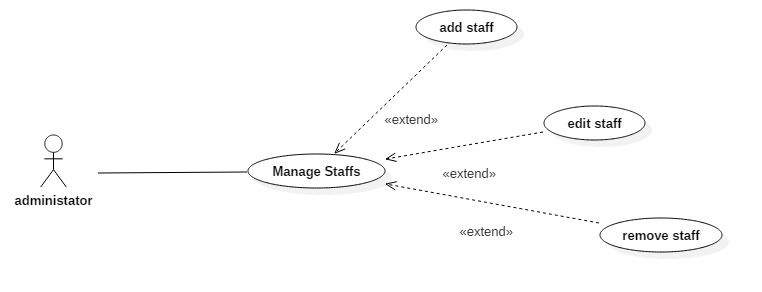 add staff
«extend»
edit staff
Manage Staffs
«extend»
administator
«extend»
remove staff